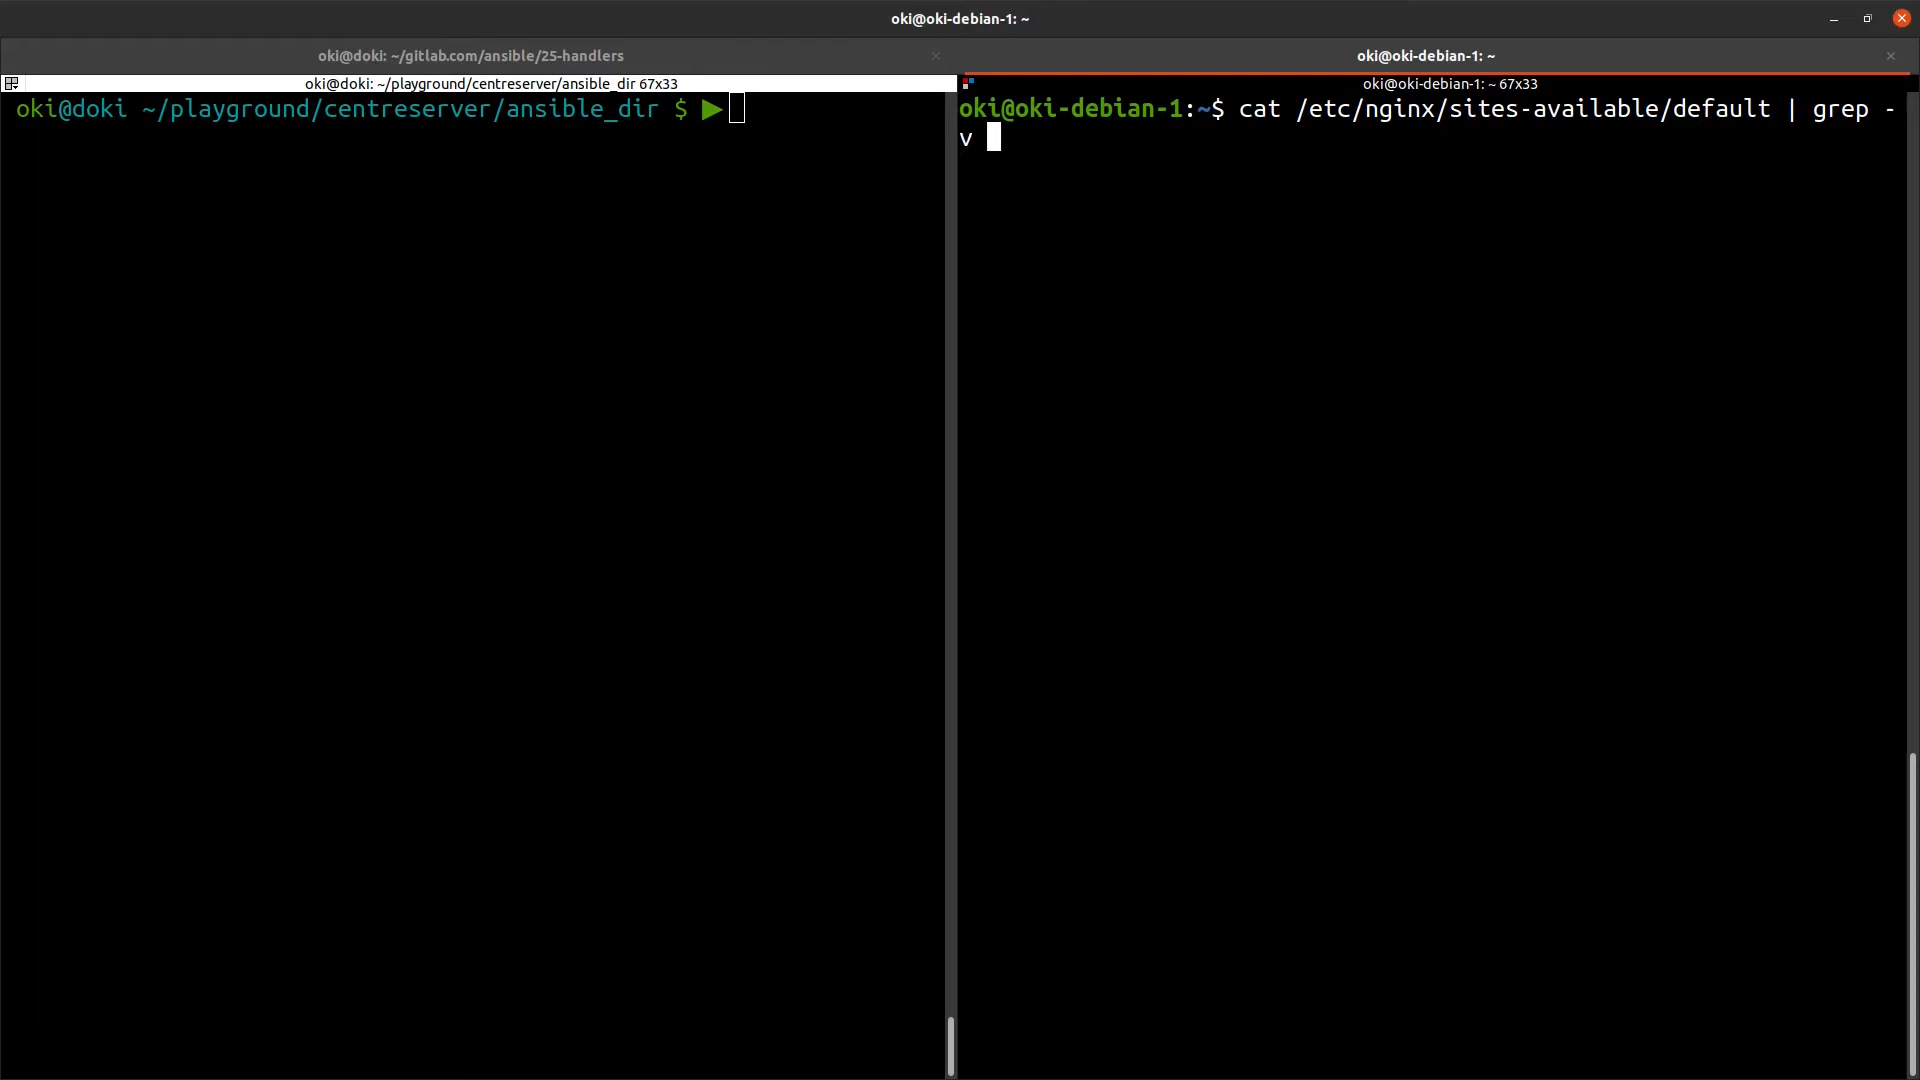 oki@oki-debian-1: ~
oki@doki: ~/gitlab.com/ansible/25-handlers
oki@oki-debian-1: ~
oki@doki: ~/playground/centreserver/ansible_dir 67x33
oki@oki-debian-1: ~ 67x33
oki@doki ~/playground/centreserver/ansible_dir $ ▶
oki@oki-debian-1:~$ cat /etc/nginx/sites-available/default | grep -
v